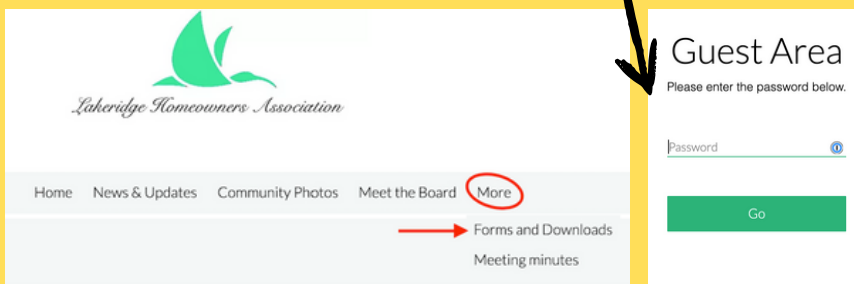 Lakeridge Homeowners Association
Home News & Updates Community Photos Meet the Board More
Forms and Downloads
Meeting minutes
Guest Area
Please enter the password below.
Password
Go